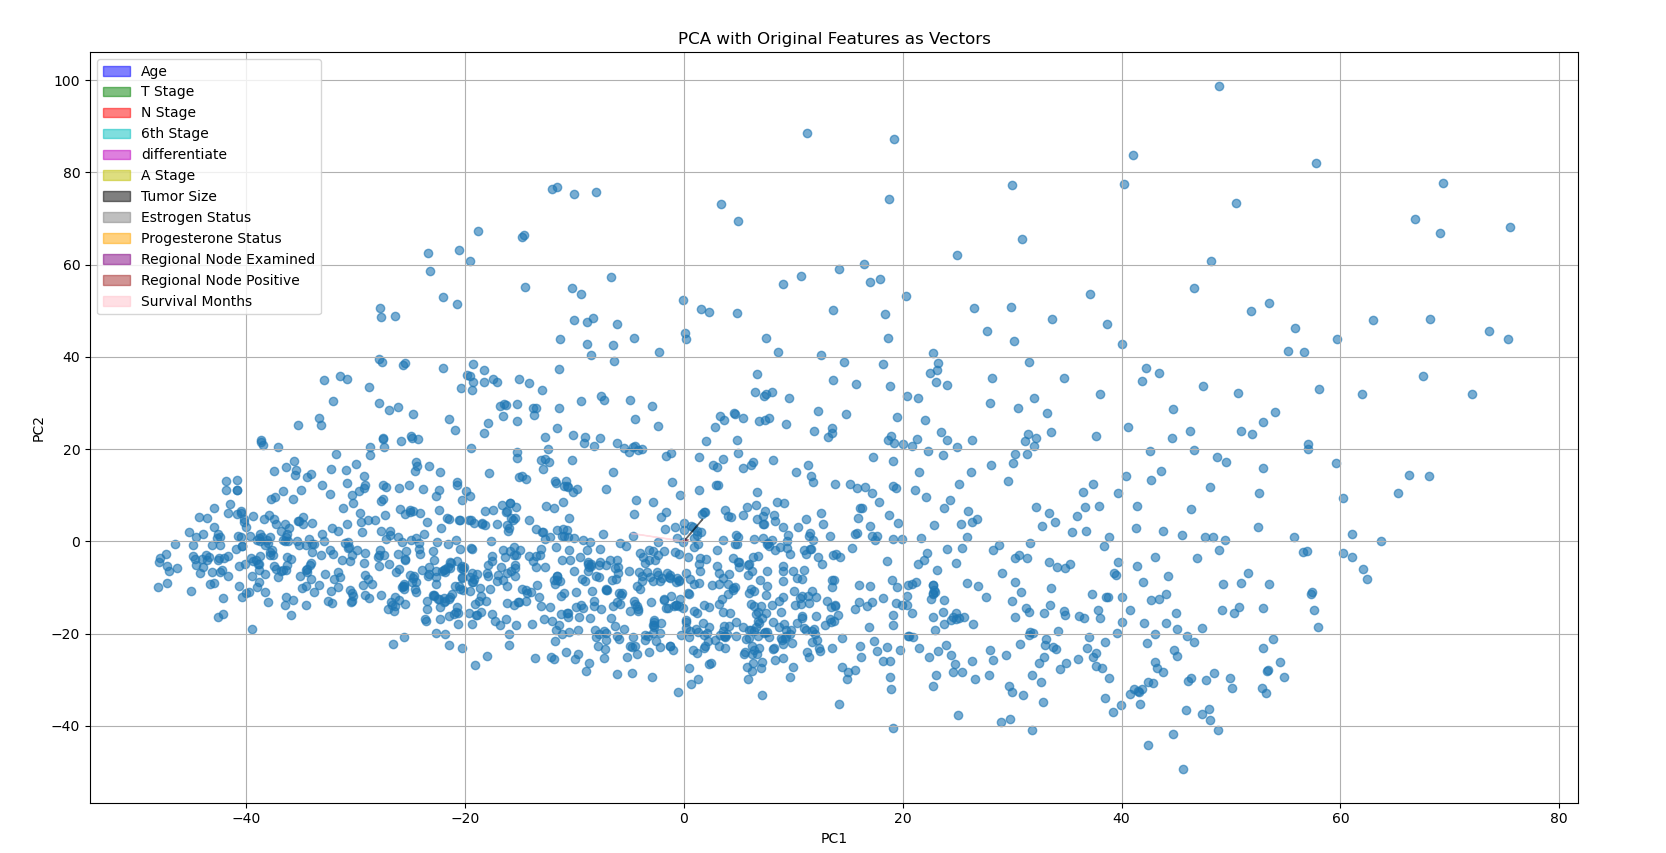 PCA with Original Features as Vectors
100
80
60
40
20
0
−20
−40
PC2
Age
T Stage
N Stage
6th Stage
differentiate
A Stage
Tumor Size
Estrogen Status
Progesterone Status
Regional Node Examined
Regional Node Positive
Survival Months
−40 −20 0 20 40 60 80
PC1